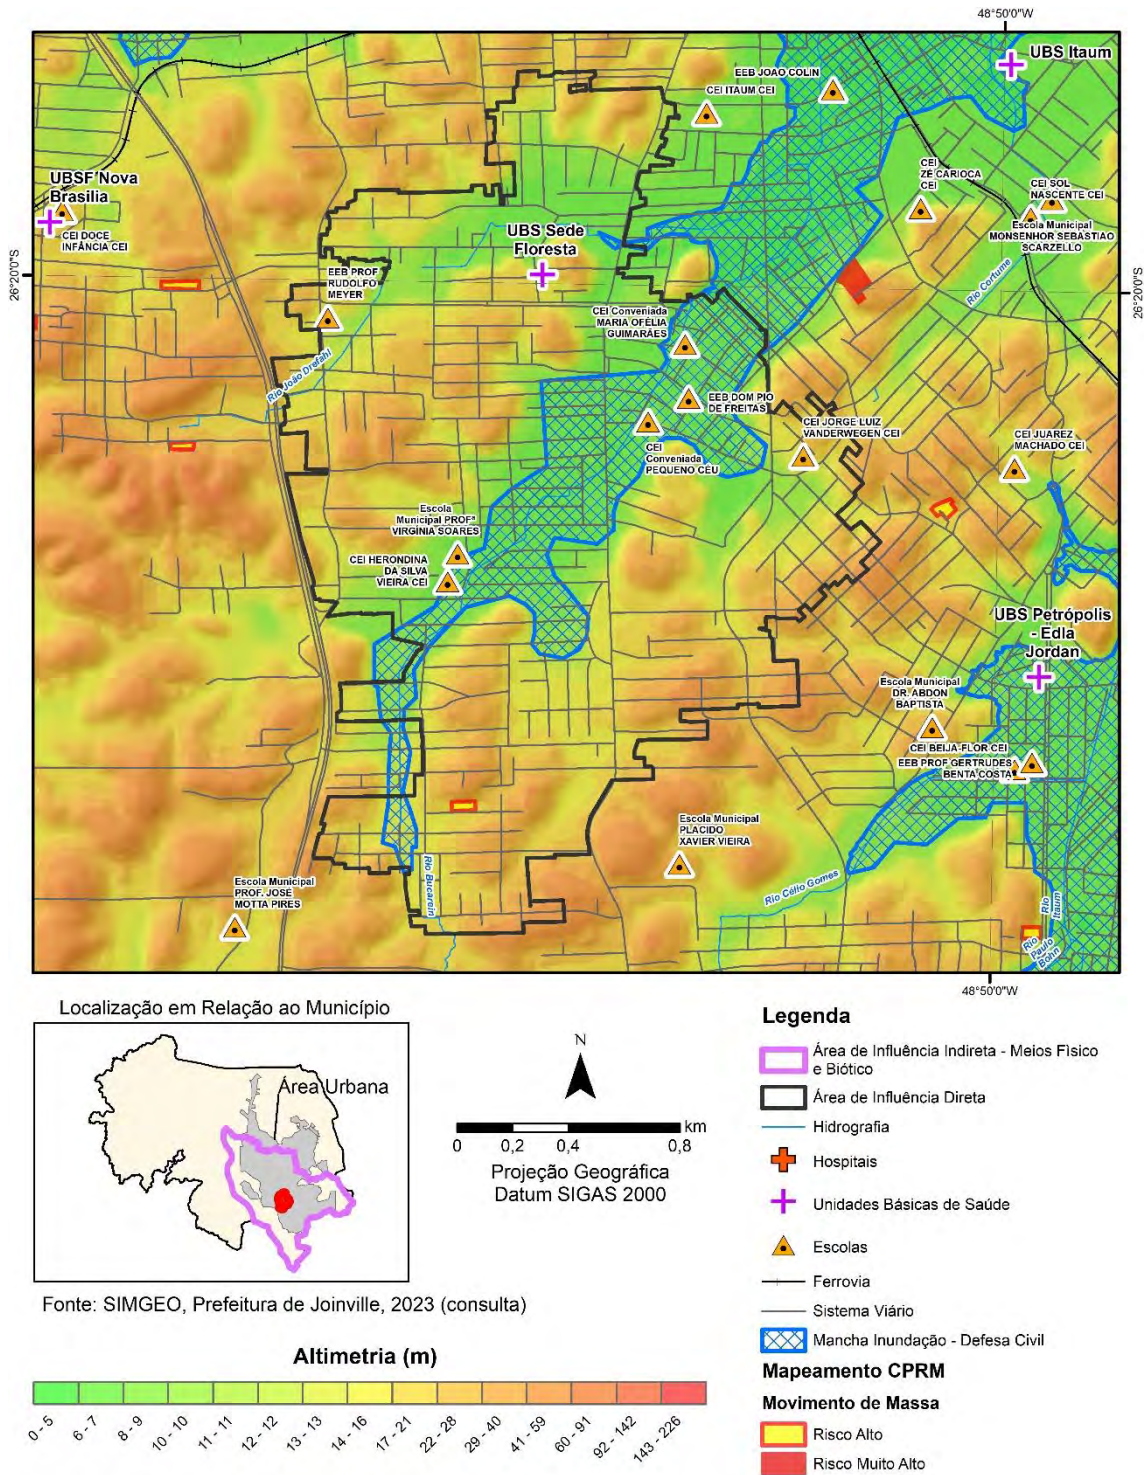 48°50'0"W
UBS Itaum
EEB JOAO COLIN
CEI ITAUM CEI
CEI
ZÉ CARIOCA
CEI
CEI SOL
NASCENTE CEI
Escola Municipal
MONSENHOR SEBASTIAO
SCARZELLO
UBSF Nova
Brasilia
CEI DOCE
INFÂNCIA CEI
UBS Sede
Floresta
26°20'0"S
26°20'0"S
EEB PROF
RUDOLFO
MEYER
Rio Cortume
CEI Conveniada
MARIA OFÉLIA
GUIMARÃES
Rio João Drefahl
EEB DOM PIO
DE FREITAS
CEI JORGE LUIZ
VANDERWEGEN CEI
CEI JUAREZ
MACHADO CEI
CEI
Conveniada
PEQUENO CÉU
Escola
Municipal PROFª
VIRGÍNIA SOARES
CEI HERONDINA
DA SILVA
VIEIRA CEI
UBS Petrópolis
- Edla
Jordan
Escola Municipal
DR. ABDON
BAPTISTA
CEI BEIJA-FLOR CEI
EEB PROF GERTRUDES
BENTA COSTA
Escola Municipal
PLACIDO
XAVIER VIEIRA
Rio Bucarein
Rio Célio Gomes
Escola Municipal
PROF. JOSÉ
MOTTA PIRES
Rio
Itaum
Rio
Paulo
Böhn
48°50'0"W
Localização em Relação ao Município
Área Urbana
Fonte: SIMGEO, Prefeitura de Joinville, 2023 (consulta)
N
0 0,2 0,4 0,8 km
Projeção Geográfica
Datum SIGAS 2000
Altimetria (m)
0 - 5 6 - 7 8 - 9 10 - 10 11 - 11 12 - 12 13 - 13 14 - 16 17 - 21 22 - 28 29 - 40 41 - 59 60 - 91 92 - 142 143 - 226
Legenda
Área de Influência Indireta - Meios Físico
e Biótico
Área de Influência Direta
Hidrografia
Hospitais
Unidades Básicas de Saúde
Escolas
Ferrovia
Sistema Viário
Mancha Inundação - Defesa Civil
Mapeamento CPRM
Movimento de Massa
Risco Alto
Risco Muito Alto